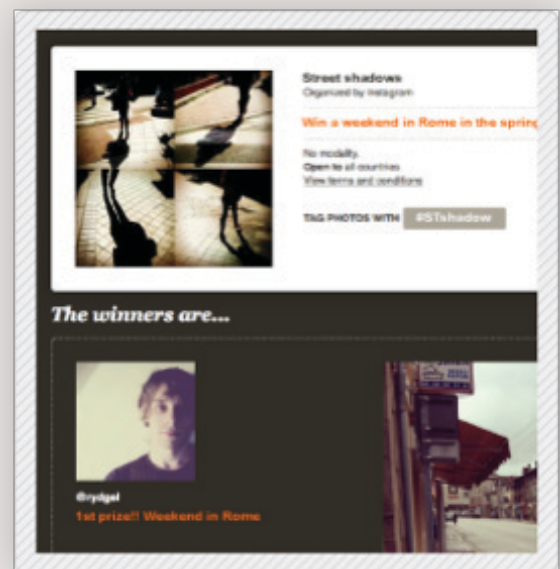 Street shadows
Organized by Instagram
Win a weekend in Rome in the spring
No modality.
Open to all countries
View terms and conditions
TAG PHOTOS WITH #STshadow
The winners are...
@rydgel
1st prize!! Weekend in Rome